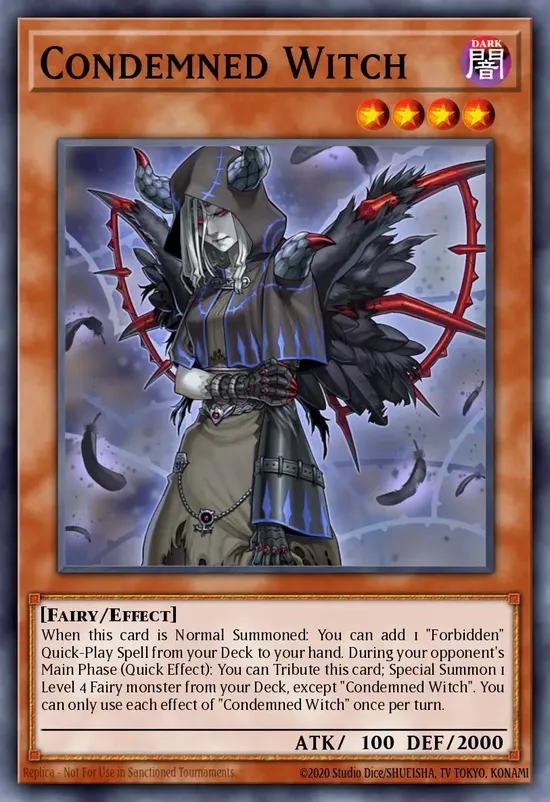 Condemned Witch
DARK
闇
[Fairy/Effect]
When this card is Normal Summoned: You can add 1 "Forbidden"
Quick-Play Spell from your Deck to your hand. During your opponent's
Main Phase (Quick Effect): You can Tribute this card; Special Summon 1
Level 4 Fairy monster from your Deck, except "Condemned Witch". You
can only use each effect of "Condemned Witch" once per turn.
ATK/ 100 DEF/2000
Replica - Not For Use in Sanctioned Tournaments
©2020 Studio Dice/SHUEISHA, TV TOKYO, KONAMI